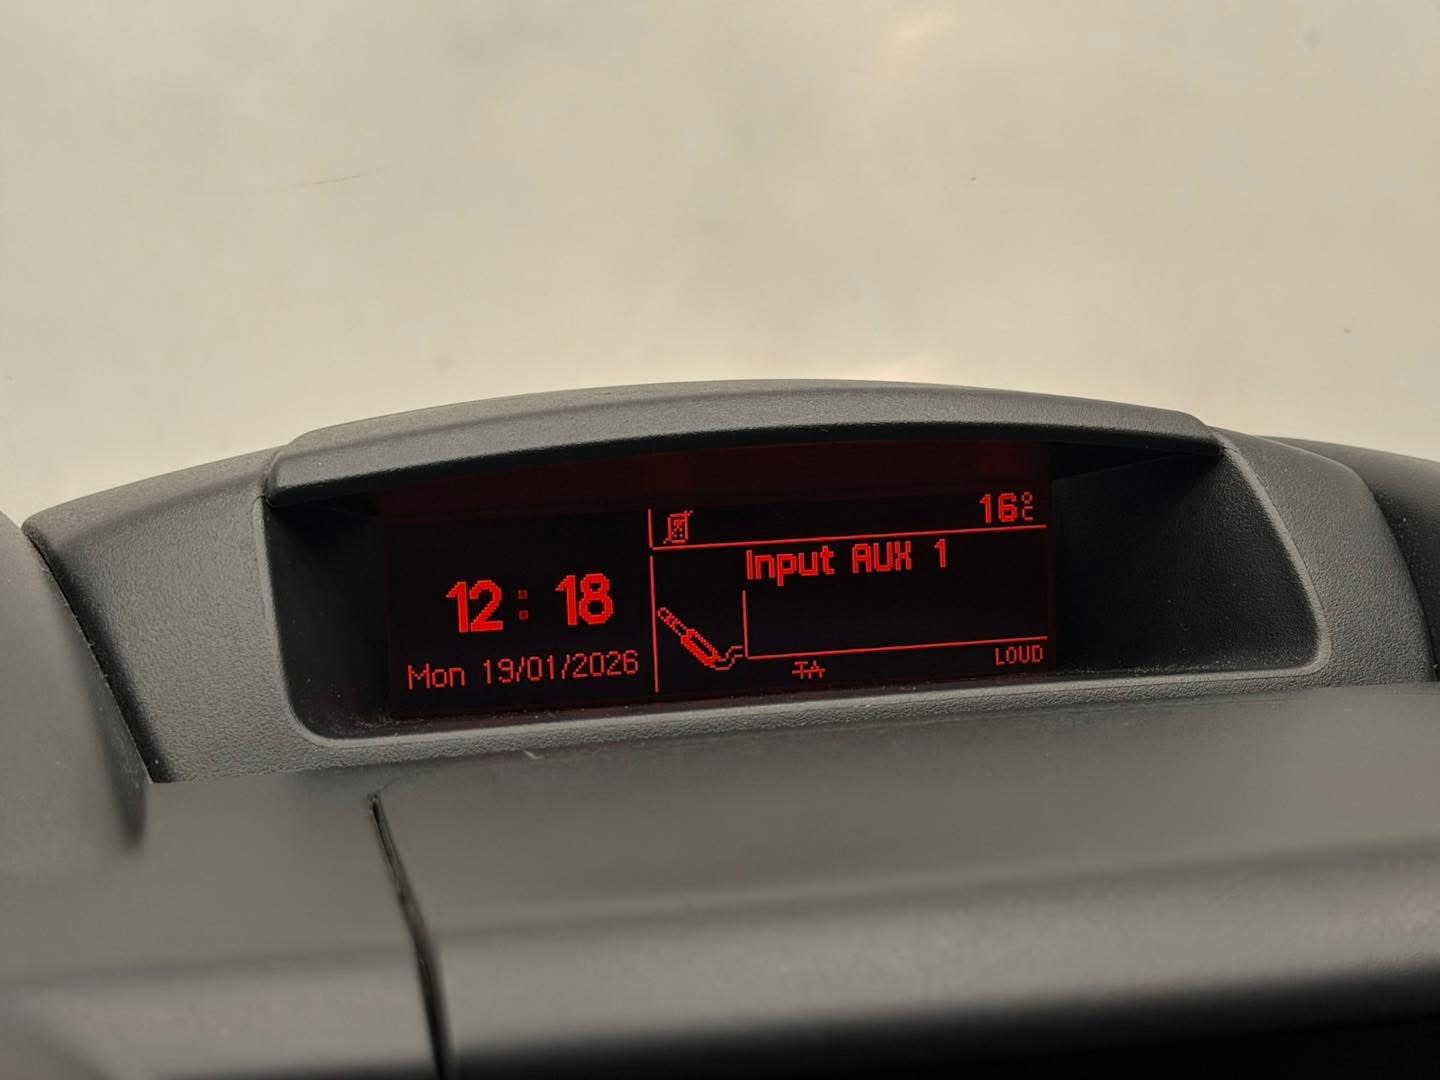 16°C
Input AUX 1
12:18
Mon 19/01/2026
TA
LOUD